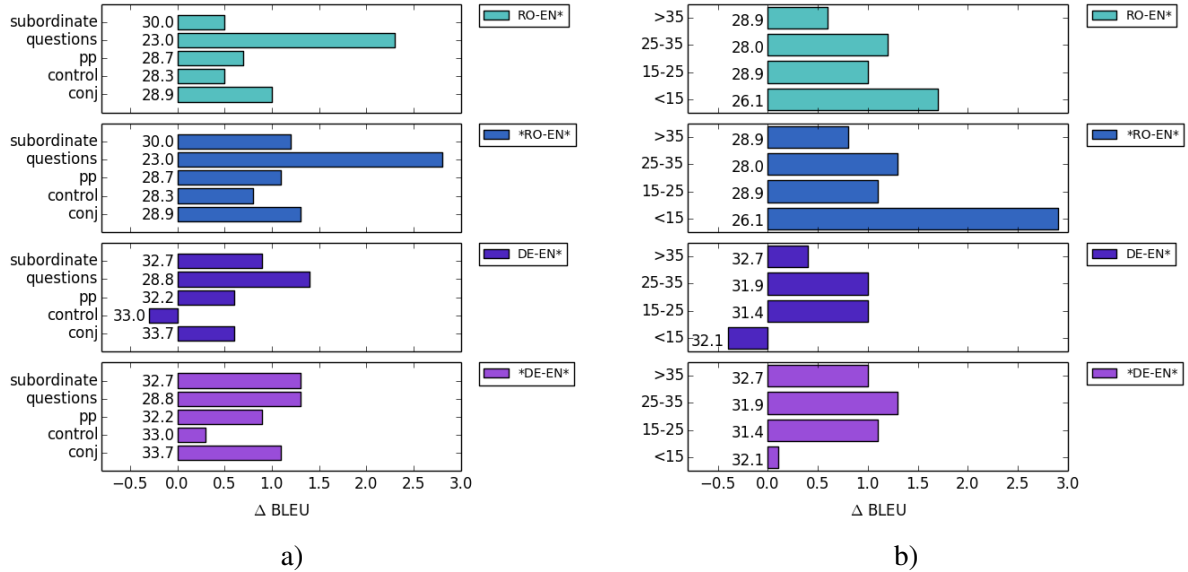 subordinate 30.0
questions 23.0
pp 28.7
control 28.3
conj 28.9
RO-EN*
subordinate 30.0
questions 23.0
pp 28.7
control 28.3
conj 28.9
*RO-EN*
subordinate 32.7
questions 28.8
pp 32.2
control 33.0
conj 33.7
DE-EN*
subordinate 32.7
questions 28.8
pp 32.2
control 33.0
conj 33.7
*DE-EN*
−0.5 0.0 0.5 1.0 1.5 2.0 2.5 3.0
Δ BLEU
a)
>35 28.9
25-35 28.0
15-25 28.9
<15 26.1
RO-EN*
>35 28.9
25-35 28.0
15-25 28.9
<15 26.1
*RO-EN*
>35 32.7
25-35 31.9
15-25 31.4
<15 32.1
DE-EN*
>35 32.7
25-35 31.9
15-25 31.4
<15 32.1
*DE-EN*
−0.5 0.0 0.5 1.0 1.5 2.0 2.5 3.0
Δ BLEU
b)